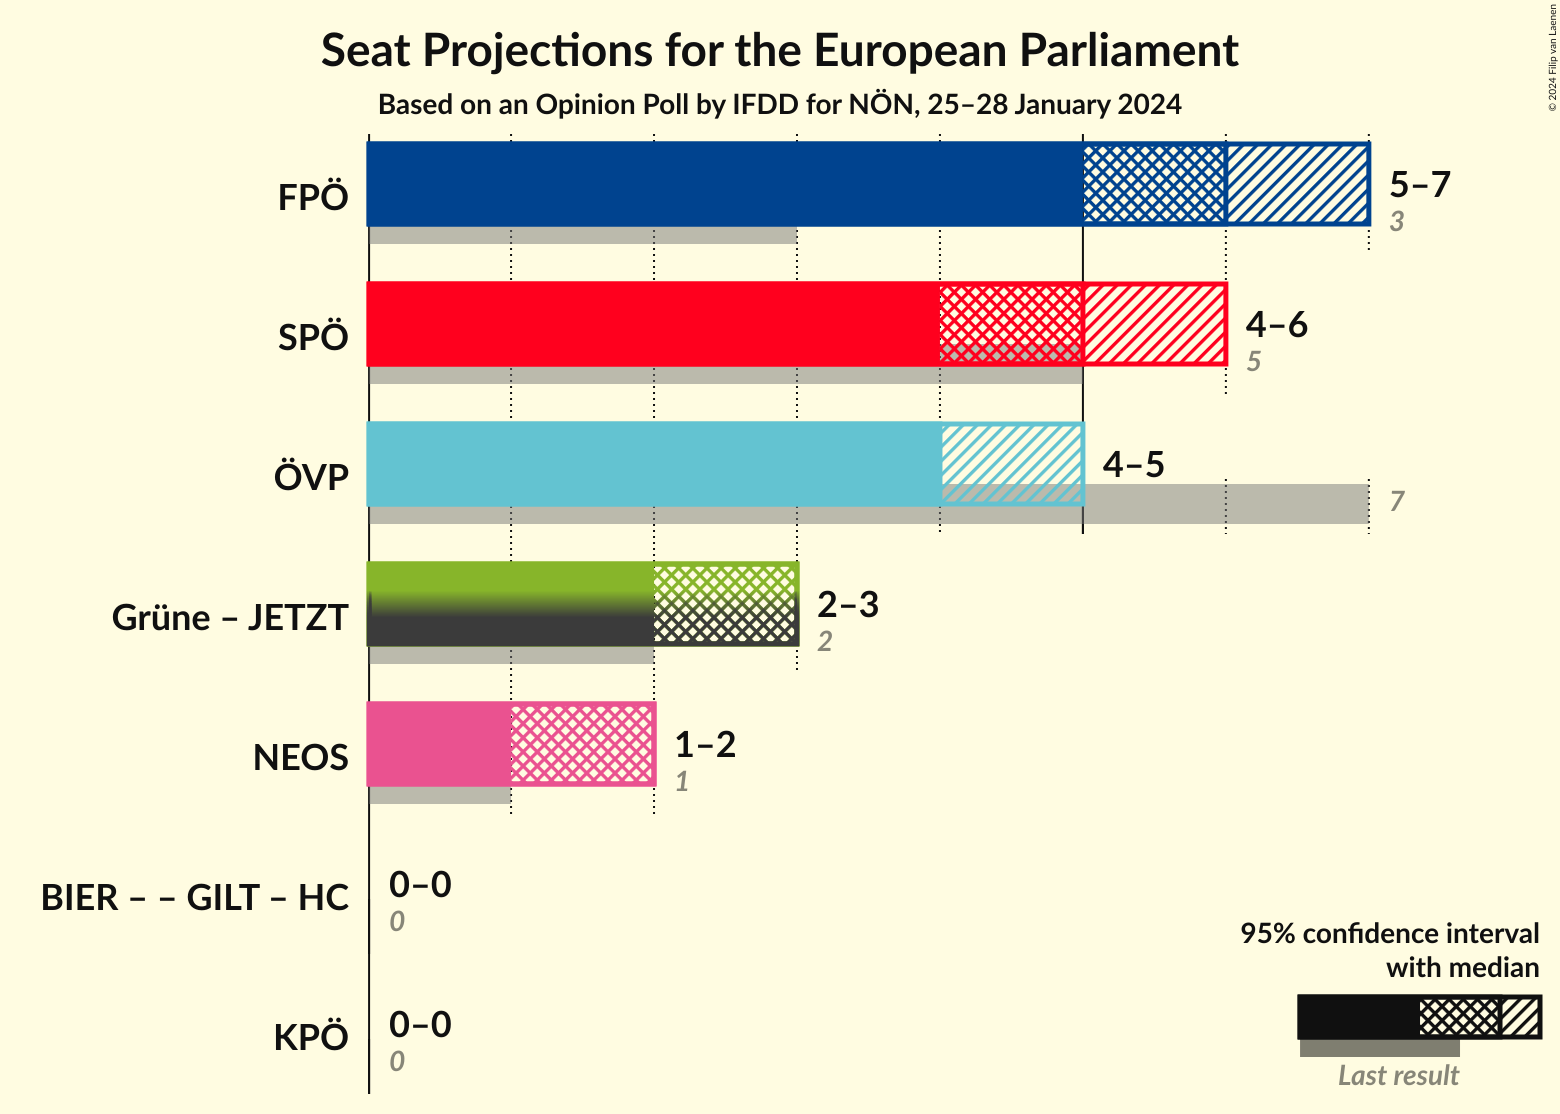 Seat Projections for the European Parliament
Based on an Opinion Poll by IFDD for NÖN, 25–28 January 2024
© 2024 Filip van Laenen
FPÖ
5–7
3
SPÖ
4–6
5
ÖVP
4–5
7
Grüne – JETZT
2–3
2
NEOS
1–2
1
BIER – – GILT – HC
0–0
0
KPÖ
0–0
0
95% confidence interval
with median
Last result